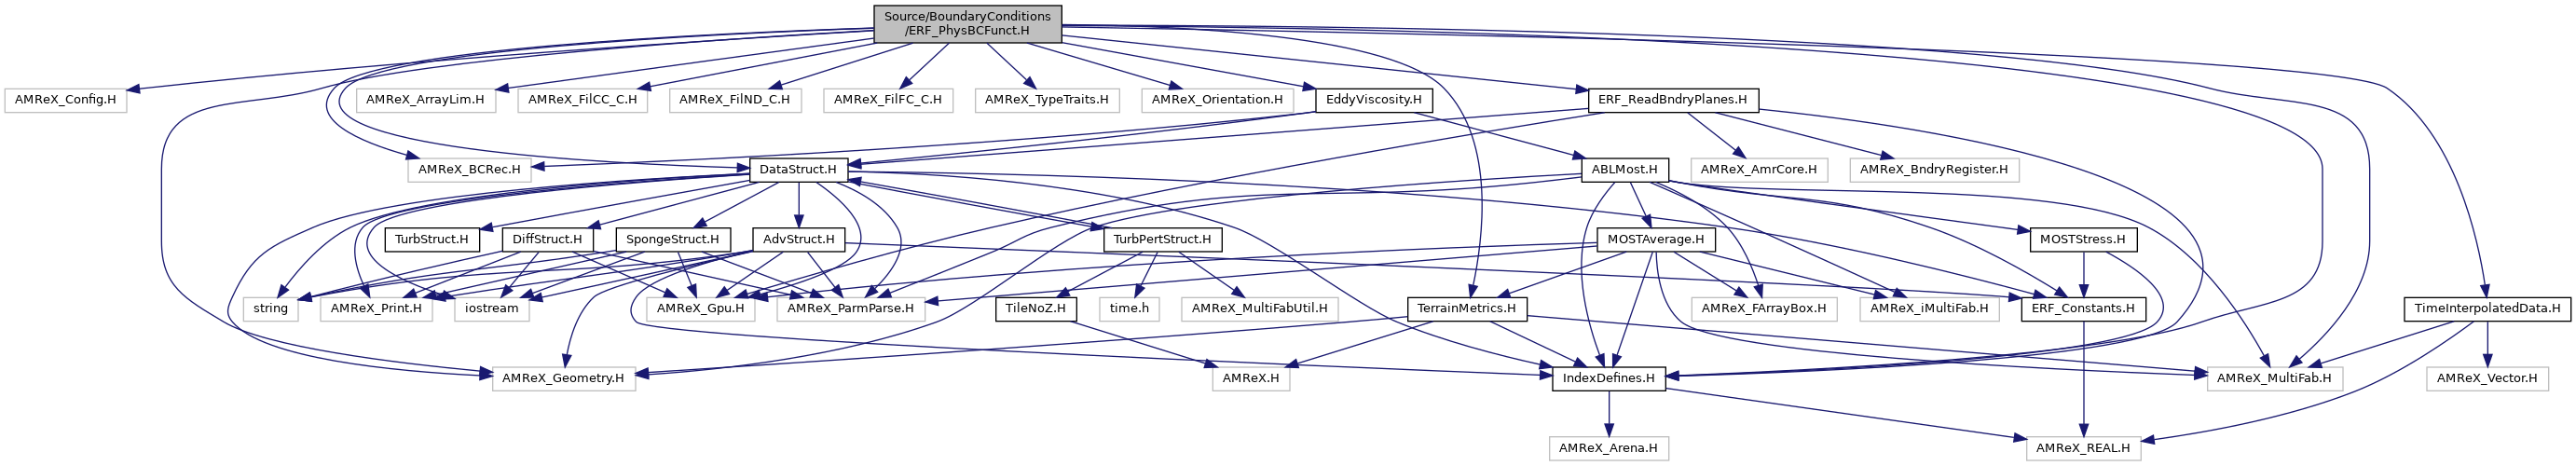 Source/BoundaryConditions
/ERF_PhysBCFunct.H
AMReX_Config.H
AMReX_ArrayLim.H
AMReX_FilCC_C.H
AMReX_FilND_C.H
AMReX_FilFC_C.H
AMReX_TypeTraits.H
AMReX_Orientation.H
EddyViscosity.H
ERF_ReadBndryPlanes.H
AMReX_BCRec.H
DataStruct.H
ABLMost.H
AMReX_AmrCore.H
AMReX_BndryRegister.H
TurbStruct.H
DiffStruct.H
SpongeStruct.H
AdvStruct.H
TurbPertStruct.H
MOSTAverage.H
MOSTStress.H
string
AMReX_Print.H
iostream
AMReX_Gpu.H
AMReX_ParmParse.H
TileNoZ.H
time.h
AMReX_MultiFabUtil.H
TerrainMetrics.H
AMReX_FArrayBox.H
AMReX_iMultiFab.H
ERF_Constants.H
TimeInterpolatedData.H
AMReX_Geometry.H
AMReX.H
IndexDefines.H
AMReX_MultiFab.H
AMReX_Vector.H
AMReX_Arena.H
AMReX_REAL.H